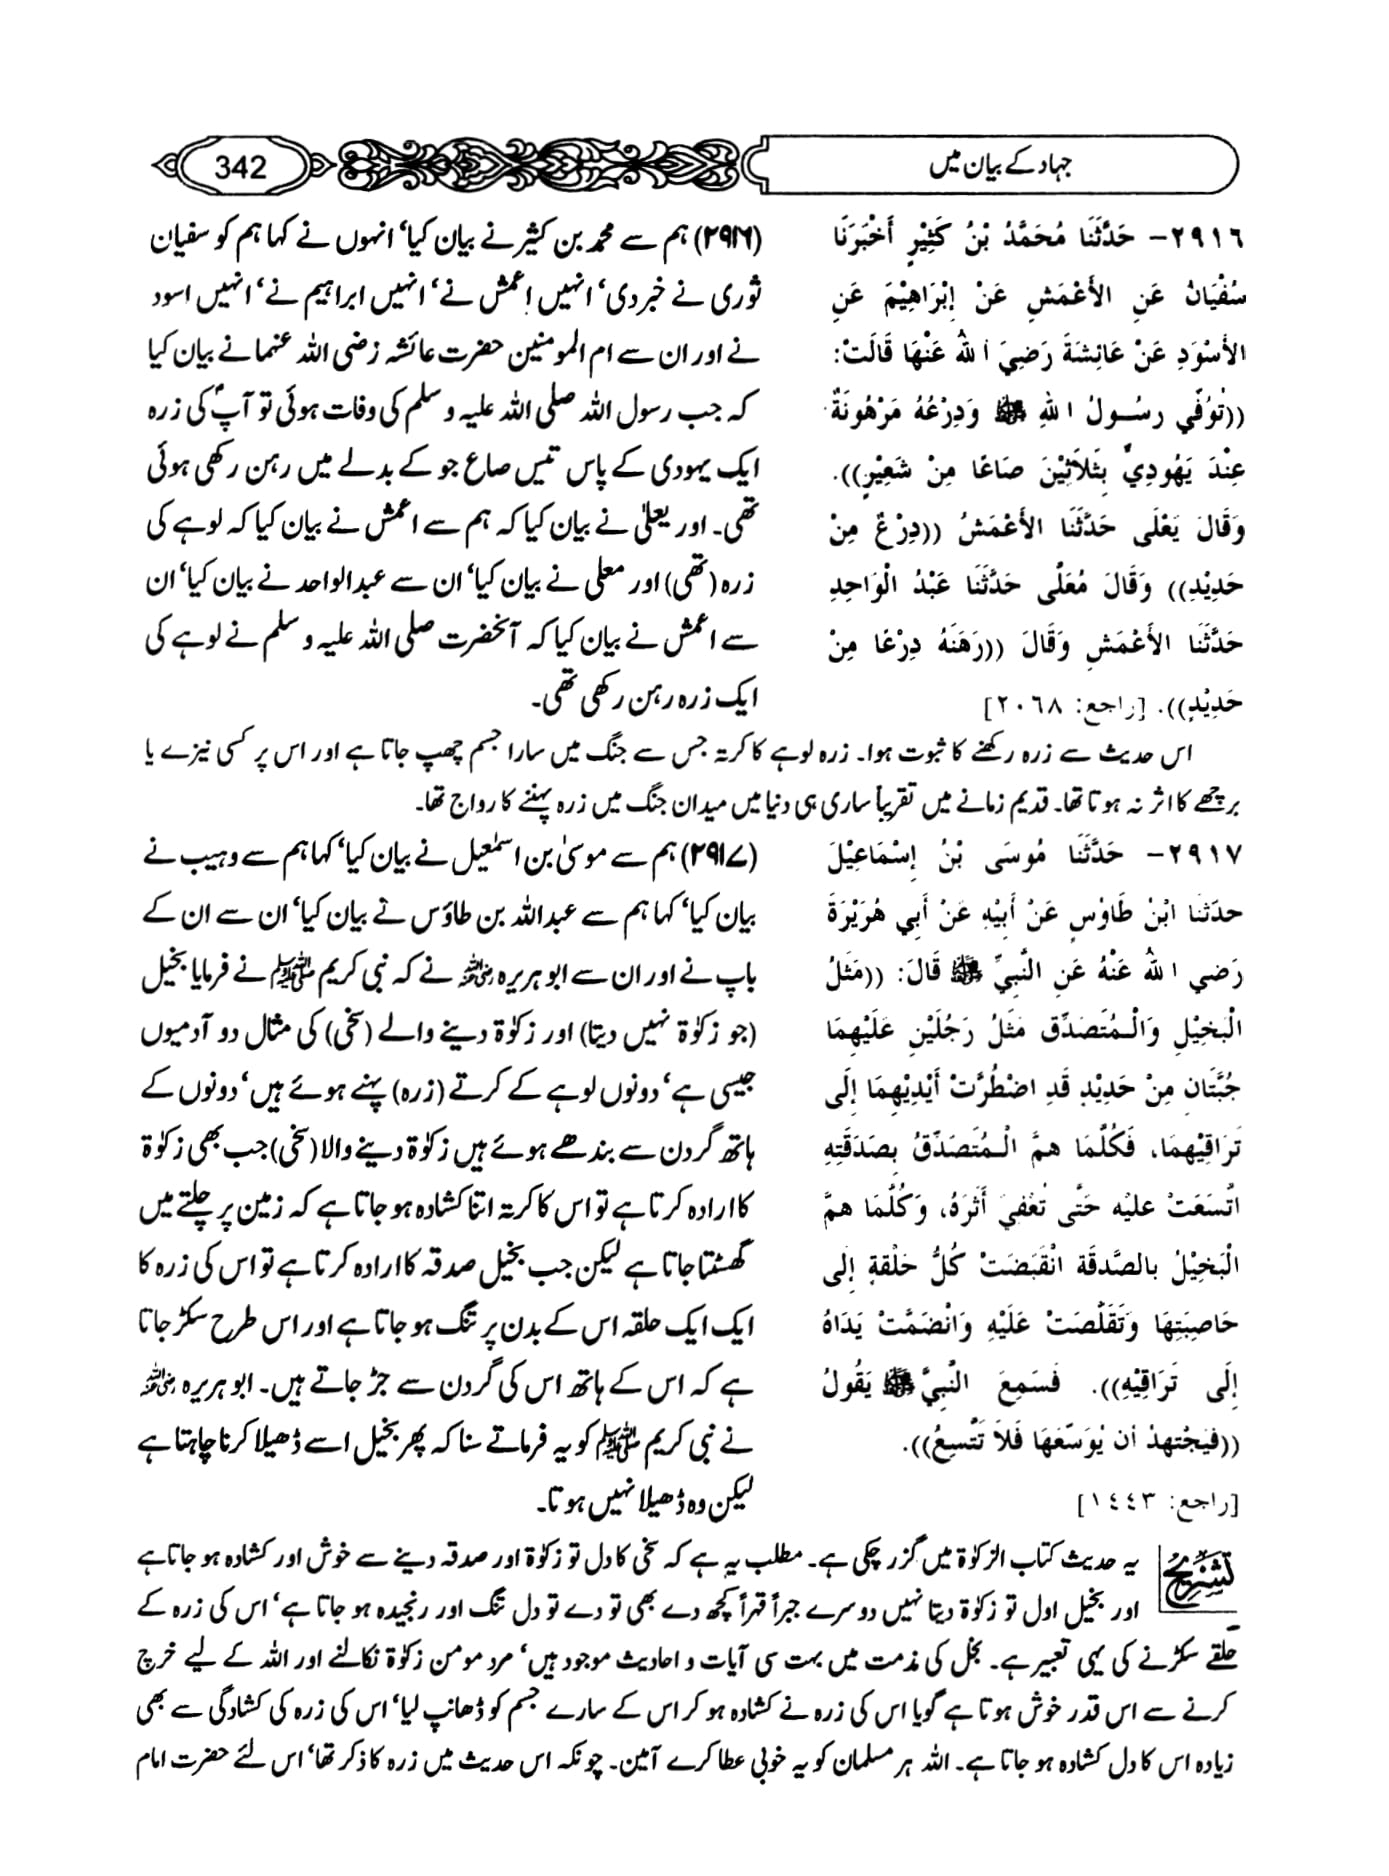 جہاد کے بیان میں
342
٢٩١٦- حَدَّثَنَا مُحَمَّدُ بْنُ كَثِيْرٍ أَخْبَرَنَا
سُفْيَانُ عَنِ الأَعْمَشِ عَنْ إِبْرَاهِيْمَ عَنِ
الأَسْوَدِ عَنْ عَائِشَةَ رَضِيَ اللهُ عَنْهَا قَالَتْ:
((تُوُفِّي رَسُولُ اللهِ ﷺ وَدِرْعُهُ مَرْهُونَةٌ
عِنْدَ يَهُودِيٍّ بِثَلاَثِيْنَ صَاعًا مِنْ شَعِيْرٍ)).
وَقَالَ يَعْلَى حَدَّثَنَا الأَعْمَشُ ((دِرْعٌ مِنْ
حَدِيْدٍ)) وَقَالَ مُعَلَّى حَدَّثَنَا عَبْدُ الْوَاحِدِ
حَدَّثَنَا الأَعْمَشِ وَقَالَ ((رَهَنَهُ دِرْعًا مِنْ
حَدِيْدٍ)). [راجع: ٢٠٦٨]
(۲۹۱۶) ہم سے محمد بن کثیر نے بیان کیا‘ انہوں نے کہا ہم کو سفیان
ثوری نے خبر دی‘ انہیں اعمش نے‘ انہیں ابراہیم نے‘ انہیں اسود
نے اور ان سے ام المومنین حضرت عائشہ رضی اللہ عنہا نے بیان کیا
کہ جب رسول اللہ صلی اللہ علیہ و سلم کی وفات ہوئی تو آپؐ کی زرہ
ایک یہودی کے پاس تیس صاع جو کے بدلے میں رہن رکھی ہوئی
تھی۔ اور یعلیٰ نے بیان کیا کہ ہم سے اعمش نے بیان کیا کہ لوہے کی
زرہ (تھی) اور معلی نے بیان کیا‘ ان سے عبدالواحد نے بیان کیا‘ ان
سے اعمش نے بیان کیا کہ آنحضرت صلی اللہ علیہ و سلم نے لوہے کی
ایک زرہ رہن رکھی تھی۔
اس حدیث سے زرہ رکھنے کا ثبوت ہوا۔ زرہ لوہے کا کرتہ جس سے جنگ میں سارا جسم چھپ جاتا ہے اور اس پر کسی نیزے یا
برچھے کا اثر نہ ہوتا تھا۔ قدیم زمانے میں تقریباً ساری ہی دنیا میں میدان جنگ میں زرہ پہننے کا رواج تھا۔
٢٩١٧- حَدَّثَنَا مُوسَى بْنُ إِسْمَاعِيْلَ
حدثنا ابْنُ طَاوُسٍ عَنْ أَبِيْهِ عَنْ أَبِي هُرَيْرَةَ
رَضي اللهُ عَنْهُ عَنِ النَّبِيِّ ﷺ قَالَ: ((مَثَلُ
الْبَخِيْلِ وَالْمُتَصَدِّقِ مَثَلُ رَجُلَيْنِ عَلَيْهِمَا
جُبَّتَانِ مِنْ حَدِيْدٍ قَدِ اضْطُرَّتْ أَيْدِيْهِمَا إِلَى
تَرَاقِيْهِمَا، فَكُلَّمَا هَمَّ الْمُتَصَدِّقُ بِصَدَقَتِهِ
اتَّسَعَتْ عليْهِ حَتَّى تُعْفِيَ أَثَرَهُ، وَكُلَّمَا هَمَّ
الْبَخِيْلُ بالصَّدقَةِ انْقَبَضَتْ كُلُّ حَلْقَةٍ إِلى
صَاحِبَتِهَا وَتَقَلَّصَتْ عَلَيْهِ وَانْضَمَّتْ يَدَاهُ
إِلَى تَرَاقِيْهِ)). فَسَمِعَ النَّبِيَّ ﷺ يَقُولُ
((فيَجْتهدُ أن يُوَسِّعَهَا فَلاَ تَتَّسِعُ)).
[راجع: ١٤٤٣]
(۲۹۱۷) ہم سے موسیٰ بن اسمٰعیل نے بیان کیا‘ کہا ہم سے وہیب نے
بیان کیا‘ کہا ہم سے عبداللہ بن طاؤس نے بیان کیا‘ ان سے ان کے
باپ نے اور ان سے ابو ہریرہ رضی اللہ عنہ نے کہ نبی کریم ﷺ نے فرمایا بخیل
(جو زکوٰۃ نہیں دیتا) اور زکوٰۃ دینے والے (سخی) کی مثال دو آدمیوں
جیسی ہے‘ دونوں لوہے کے کرتے (زرہ) پہنے ہوئے ہیں‘ دونوں کے
ہاتھ گردن سے بندھے ہوئے ہیں زکوٰۃ دینے والا (سخی) جب بھی زکوٰۃ
کا ارادہ کرتا ہے تو اس کا کرتہ اتنا کشادہ ہو جاتا ہے کہ زمین پر چلتے میں
گھسٹتا جاتا ہے لیکن جب بخیل صدقہ کا ارادہ کرتا ہے تو اس کی زرہ کا
ایک ایک حلقہ اس کے بدن پر تنگ ہو جاتا ہے اور اس طرح سکڑ جاتا
ہے کہ اس کے ہاتھ اس کی گردن سے جڑ جاتے ہیں۔ ابو ہریرہ رضی اللہ عنہ
نے نبی کریم ﷺ کو یہ فرماتے سنا کہ پھر بخیل اسے ڈھیلا کرنا چاہتا ہے
لیکن وہ ڈھیلا نہیں ہوتا۔
تشریح یہ حدیث کتاب الزکوٰۃ میں گزر چکی ہے۔ مطلب یہ ہے کہ سخی کا دل تو زکوٰۃ اور صدقہ دینے سے خوش اور کشادہ ہو جاتا ہے
اور بخیل اول تو زکوٰۃ دیتا نہیں دوسرے جبراً قہراً کچھ دے بھی تو دے تو دل تنگ اور رنجیدہ ہو جاتا ہے‘ اس کی زرہ کے
حلقے سکڑنے کی یہی تعبیر ہے۔ بخل کی مذمت میں بہت سی آیات و احادیث موجود ہیں‘ مرد مومن زکوٰۃ نکالنے اور اللہ کے لیے خرچ
کرنے سے اس قدر خوش ہوتا ہے گویا اس کی زرہ نے کشادہ ہو کر اس کے سارے جسم کو ڈھانپ لیا‘ اس کی زرہ کی کشادگی سے بھی
زیادہ اس کا دل کشادہ ہو جاتا ہے۔ اللہ ہر مسلمان کو یہ خوبی عطا کرے آمین۔ چونکہ اس حدیث میں زرہ کا ذکر تھا‘ اس لئے حضرت امام